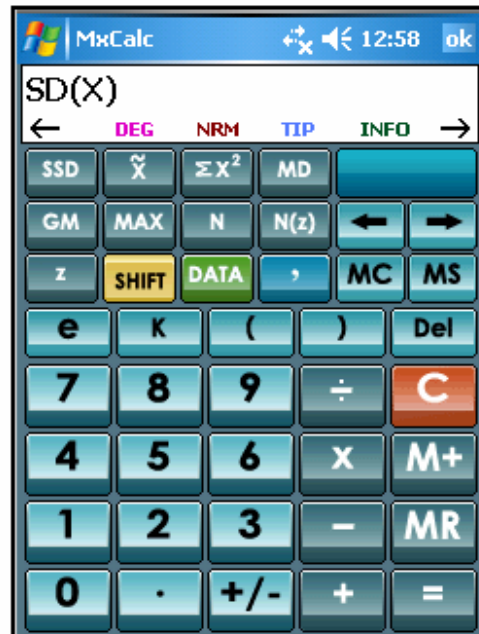 MxCalc 12:58 ok
SD(X)
← DEG NRM TIP INFO →
SSD x̃ ΣX² MD
GM MAX N N(z) ← →
z SHIFT DATA , MC MS
e K ( ) Del
7 8 9 ÷ C
4 5 6 x M+
1 2 3 − MR
0 . +/- + =